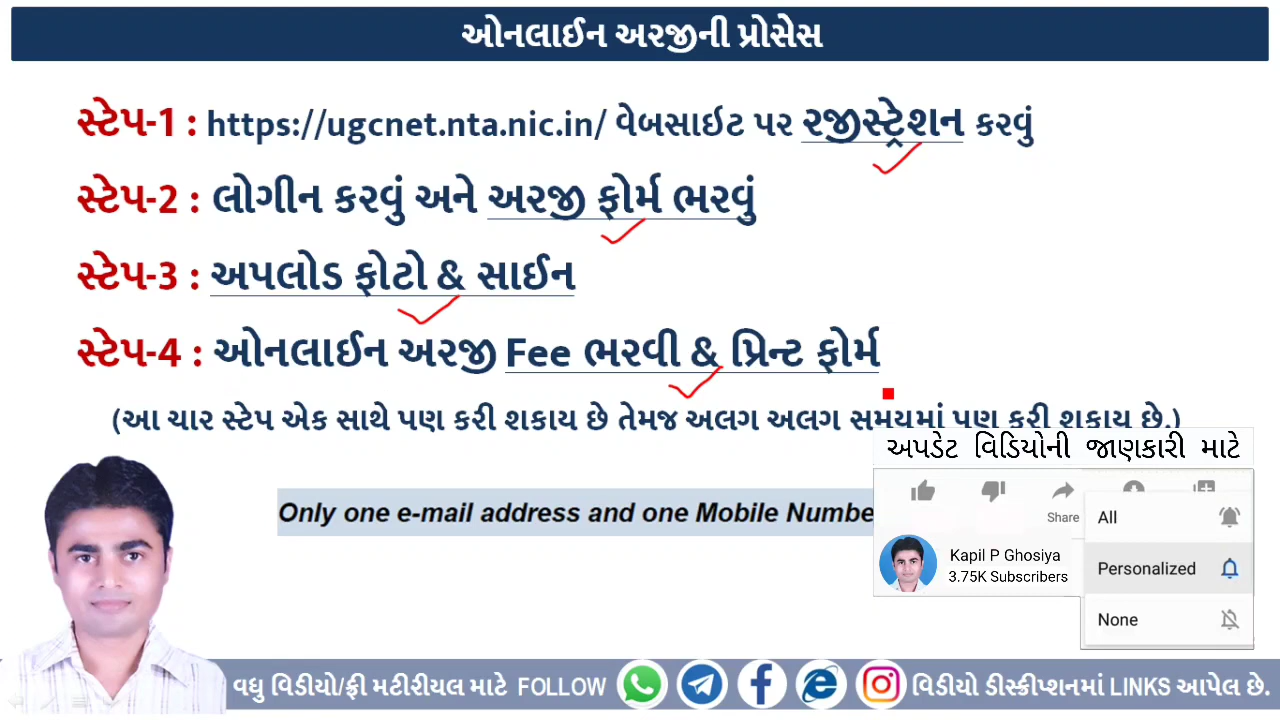 ઓનલાઈન અરજીની પ્રોસેસ
સ્ટેપ-1 : https://ugcnet.nta.nic.in/ વેબસાઇટ પર રજીસ્ટ્રેશન કરવું
સ્ટેપ-2 : લોગીન કરવું અને અરજી ફોર્મ ભરવું
સ્ટેપ-3 : અપલોડ ફોટો & સાઈન
સ્ટેપ-4 : ઓનલાઈન અરજી Fee ભરવી & પ્રિન્ટ ફોર્મ
(આ ચાર સ્ટેપ એક સાથે પણ કરી શકાય છે તેમજ અલગ અલગ સમયમાં પણ કરી શકાય છે.)
અપડેટ વિડિયોની જાણકારી માટે
Only one e-mail address and one Mobile Numbe
Share
All
Kapil P Ghosiya
3.75K Subscribers
Personalized
None
વધુ વિડીયો/ફ્રી મટીરીયલ માટે FOLLOW વિડીયો ડીસ્ક્રીપ્શનમાં LINKS આપેલ છે.